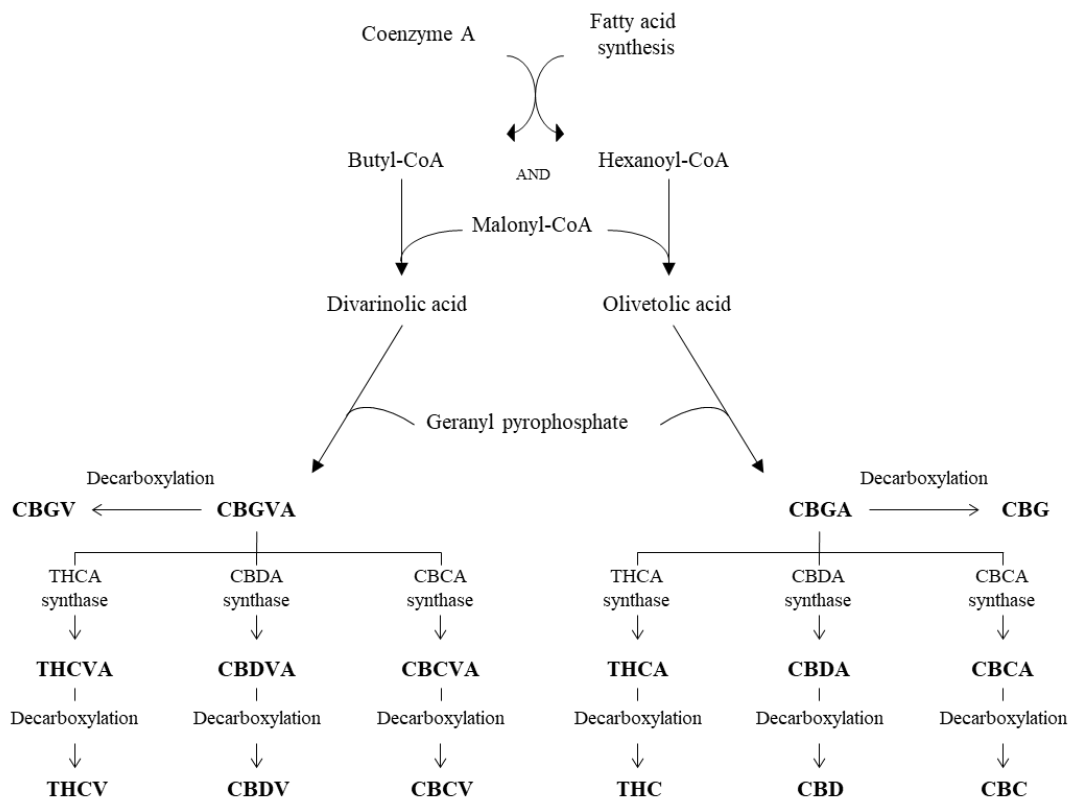 Coenzyme A
Fatty acid
synthesis
Butyl-CoA
AND
Hexanoyl-CoA
Malonyl-CoA
Divarinolic acid
Olivetolic acid
Geranyl pyrophosphate
Decarboxylation
Decarboxylation
CBGV
CBGVA
CBGA
CBG
THCA
synthase
CBDA
synthase
CBCA
synthase
THCA
synthase
CBDA
synthase
CBCA
synthase
THCVA
CBDVA
CBCVA
THCA
CBDA
CBCA
Decarboxylation
Decarboxylation
Decarboxylation
Decarboxylation
Decarboxylation
Decarboxylation
THCV
CBDV
CBCV
THC
CBD
CBC